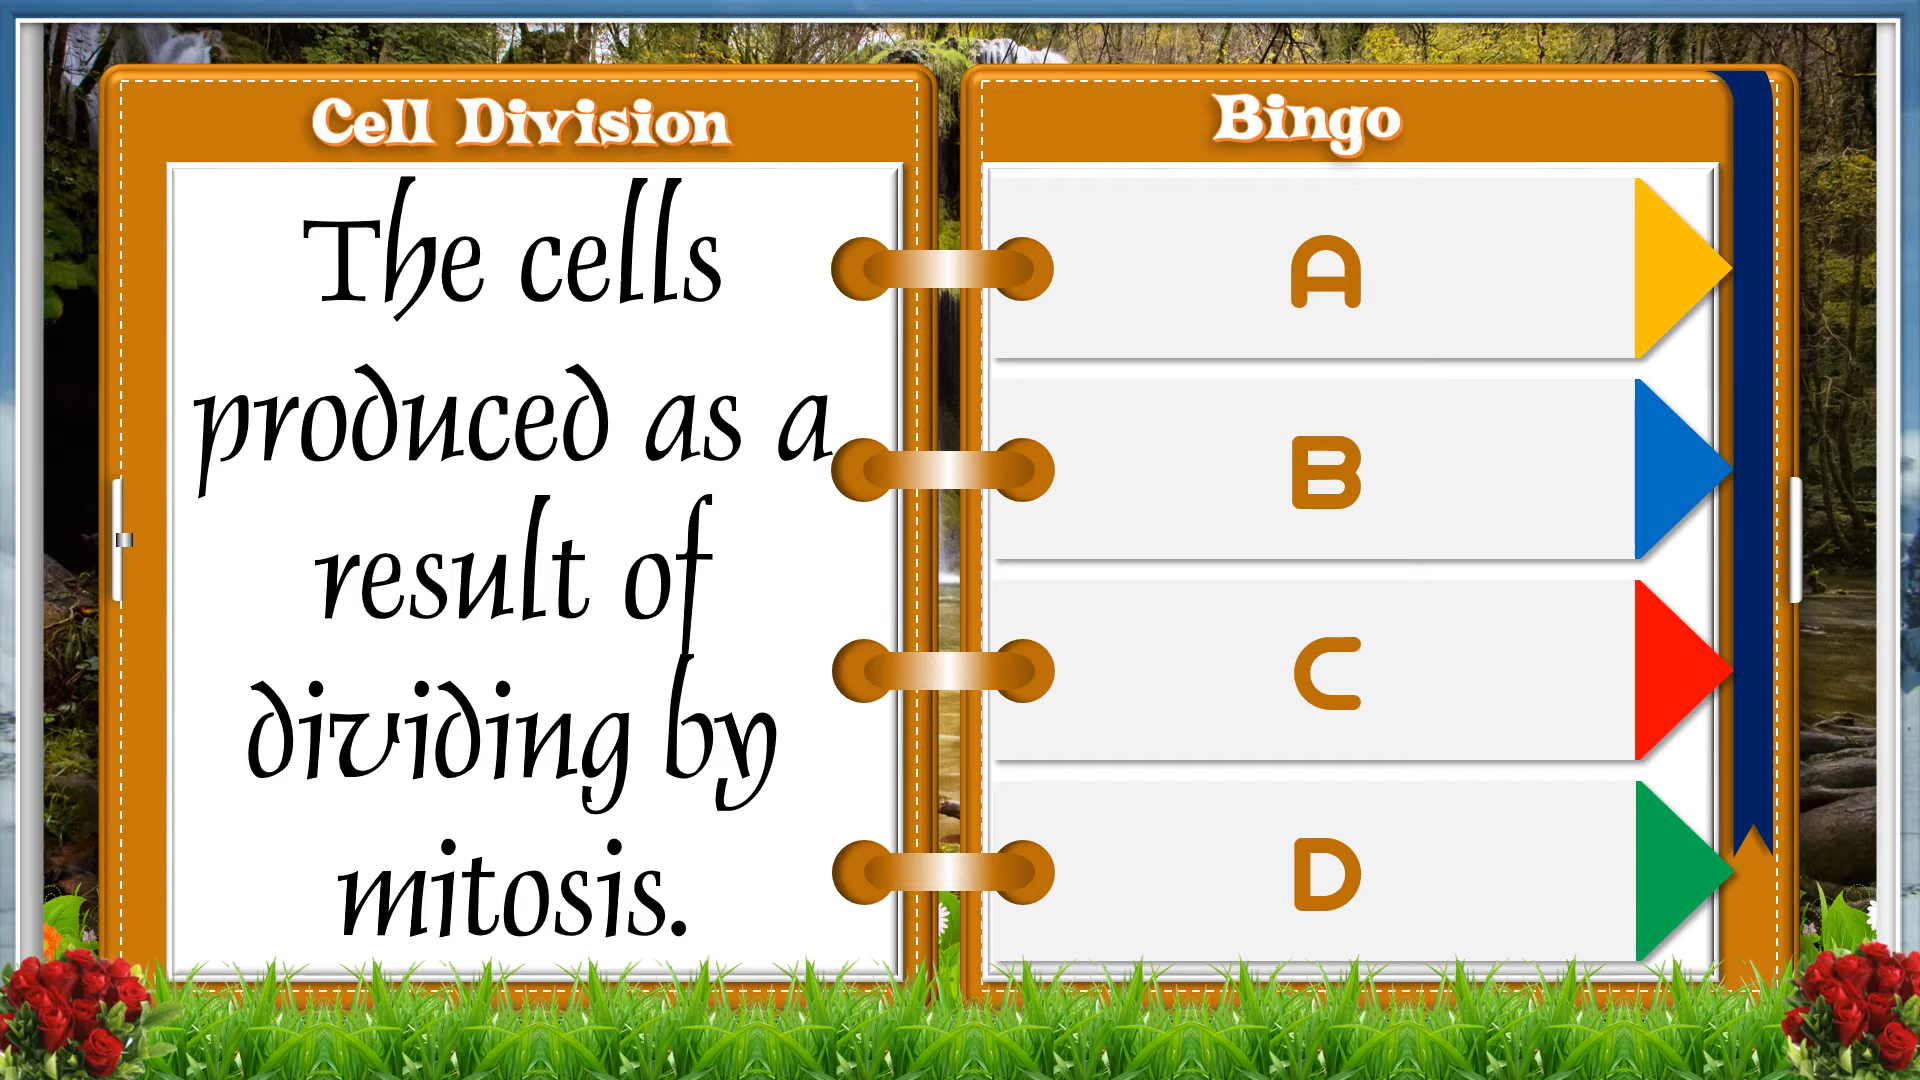 Cell Division
The cells
produced as a
result of
dividing by
mitosis.
Bingo
A
B
C
D